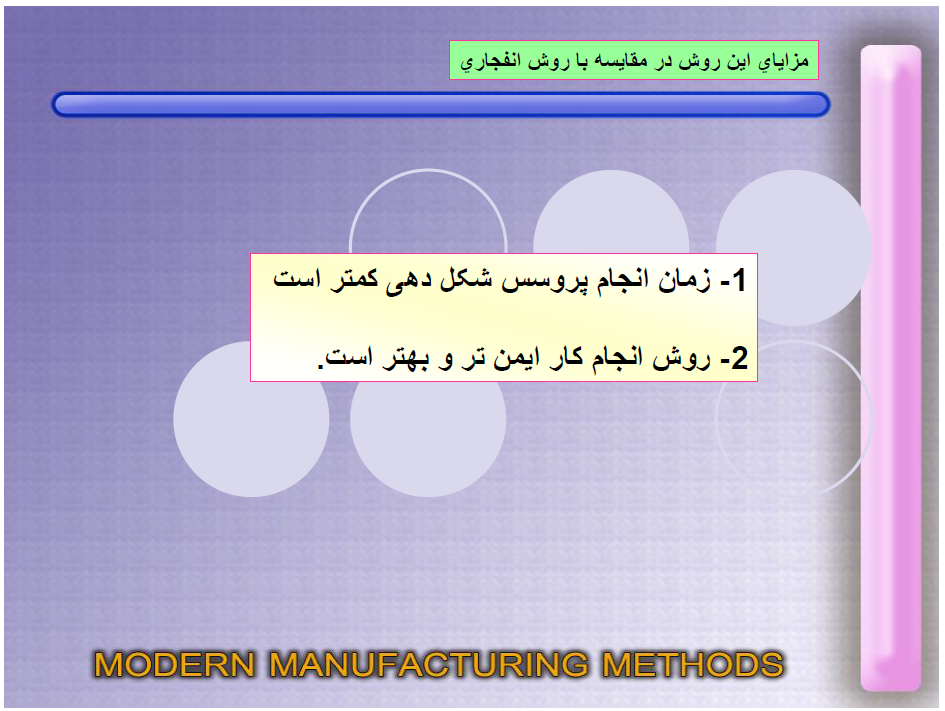 مزاياي اين روش در مقايسه با روش انفجاري
1- زمان انجام پروسس شکل دهی کمتر است
2- روش انجام کار ایمن تر و بهتر است.
MODERN MANUFACTURING METHODS